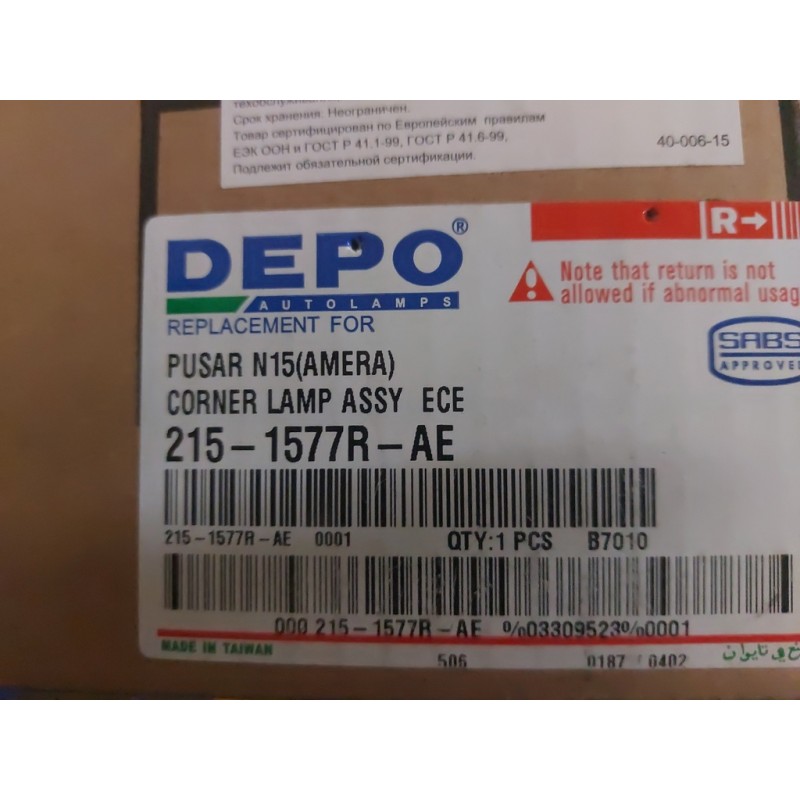 Срок хранения. Неограничен.
Товар сертифицирован по Европейским правилам
ЕЭК ООН и ГОСТ Р 41.1-99, ГОСТ Р 41.6-99,
Подлежит обязательной сертификации.
40-006-15
DEPO®
AUTOLAMPS
REPLACEMENT FOR
R→
Note that return is not
allowed if abnormal usag
SABS
APPROVED
PUSAR N15(AMERA)
CORNER LAMP ASSY ECE
215-1577R-AE
215-1577R-AE 0001 QTY:1 PCS B7010
000 215-1577R-AE %03309523%0001
MADE IN TAIWAN
506 0187 0402
تایوان